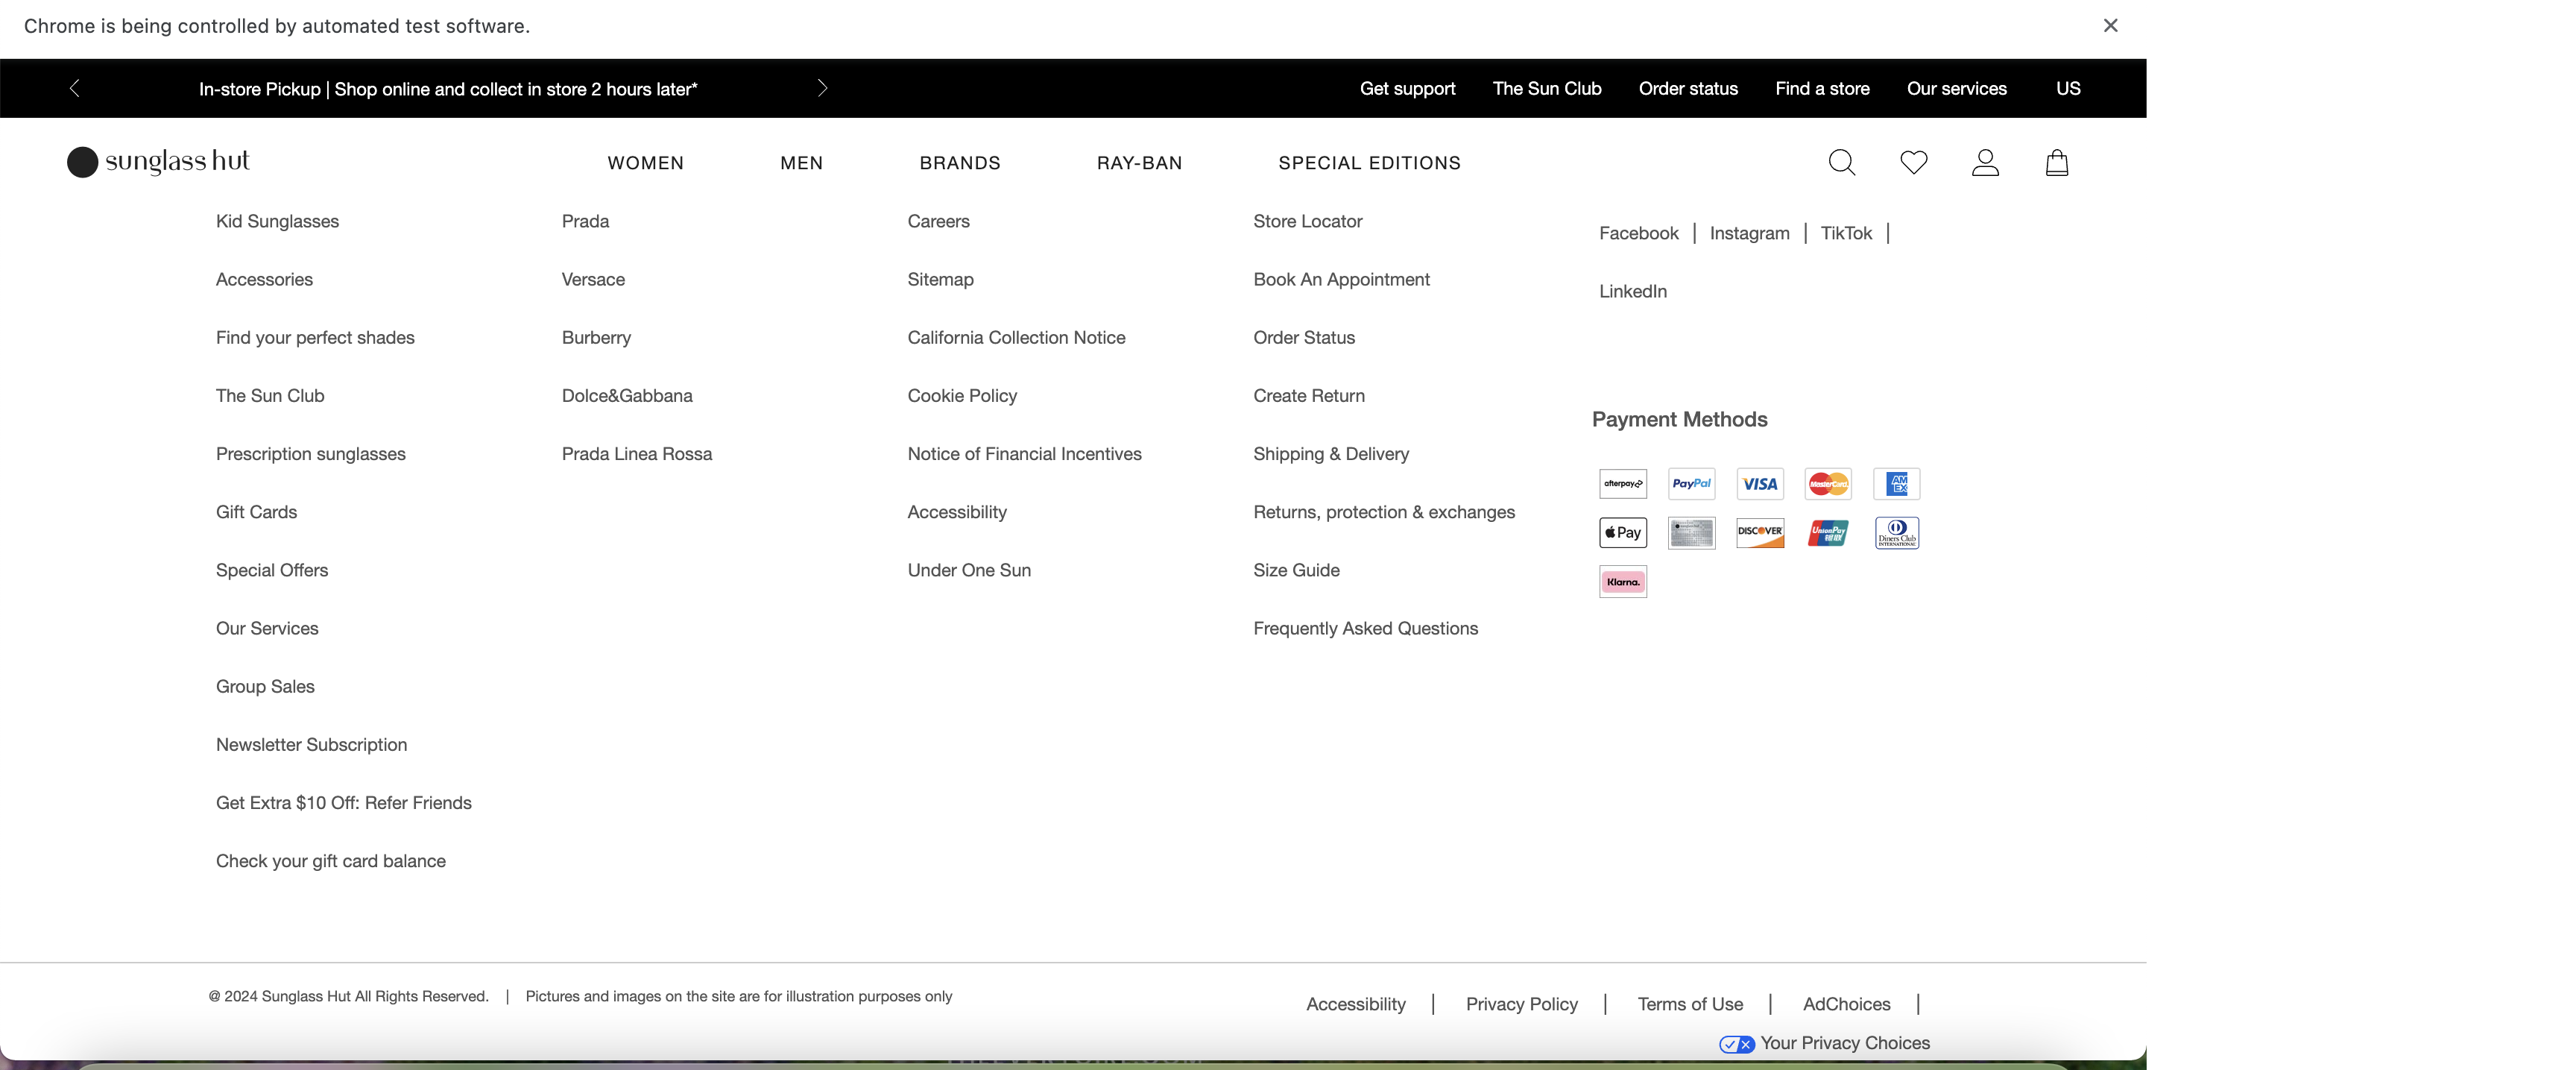 Chrome is being controlled by automated test software.
In-store Pickup | Shop online and collect in store 2 hours later*
Get support
The Sun Club
Order status
Find a store
Our services
US
sunglass hut
WOMEN
MEN
BRANDS
RAY-BAN
SPECIAL EDITIONS
Kid Sunglasses
Accessories
Find your perfect shades
The Sun Club
Prescription sunglasses
Gift Cards
Special Offers
Our Services
Group Sales
Newsletter Subscription
Get Extra $10 Off: Refer Friends
Check your gift card balance
Prada
Versace
Burberry
Dolce&Gabbana
Prada Linea Rossa
Careers
Sitemap
California Collection Notice
Cookie Policy
Notice of Financial Incentives
Accessibility
Under One Sun
Store Locator
Book An Appointment
Order Status
Create Return
Shipping & Delivery
Returns, protection & exchanges
Size Guide
Frequently Asked Questions
Facebook | Instagram | TikTok |
LinkedIn
Payment Methods
afterpay
PayPal
VISA
MasterCard
AM
EX
Pay
DISCOVER
UnionPay
银联
Diners Club
INTERNATIONAL
Klarna.
@ 2024 Sunglass Hut All Rights Reserved. | Pictures and images on the site are for illustration purposes only
Accessibility | Privacy Policy | Terms of Use | AdChoices |
Your Privacy Choices